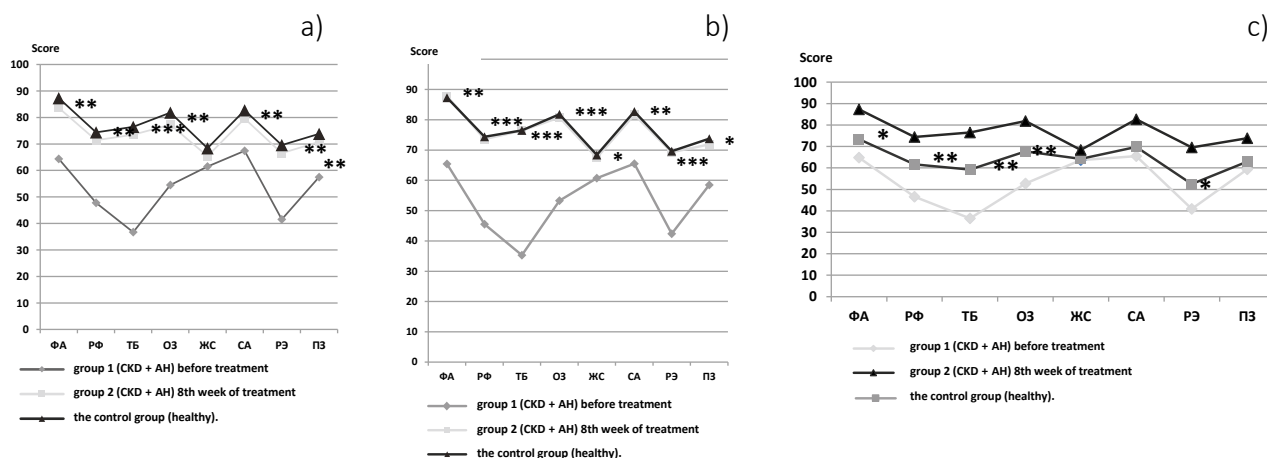 a)
Score
100
90
80
70
60
50
40
30
20
10
0
** ** *** ** ** ** **
ФА РФ ТБ ОЗ ЖС СА РЭ ПЗ
group 1 (CKD + AH) before treatment
group 2 (CKD + AH) 8th week of treatment
the control group (healthy).
b)
Score
100
90
80
70
60
50
40
30
20
10
0
** *** *** *** * ** *** *
ФА РФ ТБ ОЗ ЖС СА РЭ ПЗ
group 1 (CKD + AH) before treatment
group 2 (CKD + AH) 8th week of treatment
the control group (healthy).
c)
Score
100
90
80
70
60
50
40
30
20
10
0
* ** ** ** *
ФА РФ ТБ ОЗ ЖС СА РЭ ПЗ
group 1 (CKD + AH) before treatment
group 2 (CKD + AH) 8th week of treatment
the control group (healthy).